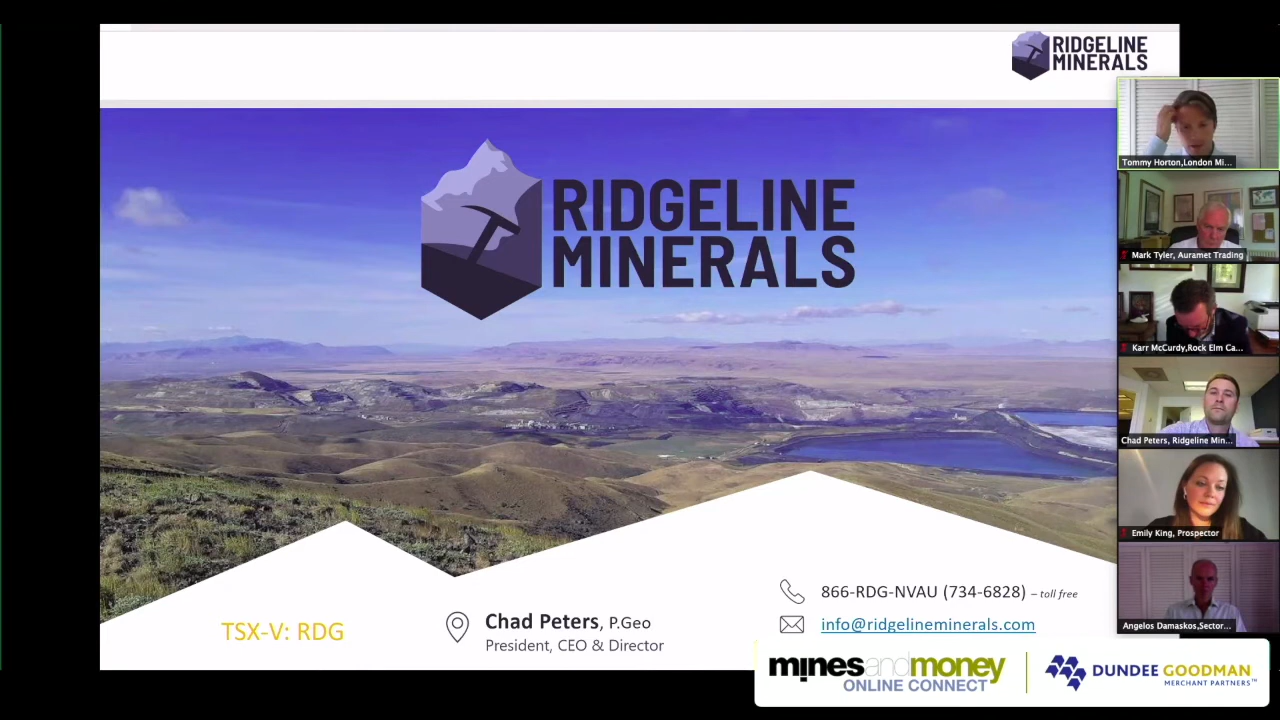 RIDGELINE
MINERALS
RIDGELINE
MINERALS
Tommy Horton,London Mi...
Mark Tyler, Auramet Trading
Karr McCurdy,Rock Elm Ca...
Chad Peters, Ridgeline Min...
Emily King, Prospector
Angelos Damaskos,Sector...
TSX-V: RDG
Chad Peters, P.Geo
President, CEO & Director
866-RDG-NVAU (734-6828) – toll free
info@ridgelineminerals.com
minesandmoney
ONLINE CONNECT
DUNDEE GOODMAN
MERCHANT PARTNERS™